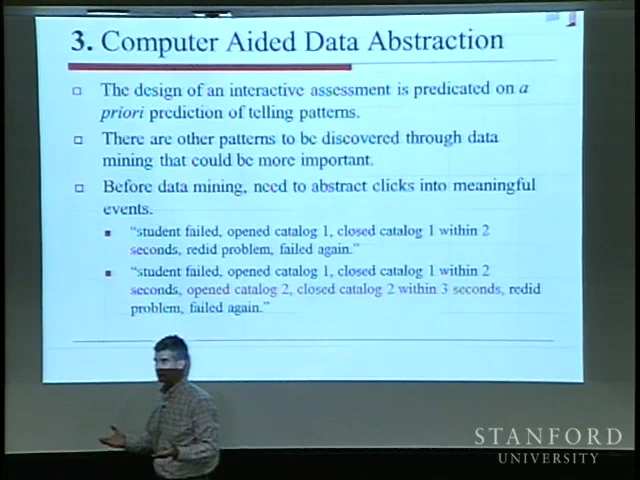 3. Computer Aided Data Abstraction
The design of an interactive assessment is predicated on a
priori prediction of telling patterns.
There are other patterns to be discovered through data
mining that could be more important.
Before data mining, need to abstract clicks into meaningful
events.
"student failed, opened catalog 1, closed catalog 1 within 2
seconds, redid problem, failed again."
"student failed, opened catalog 1, closed catalog 1 within 2
seconds, opened catalog 2, closed catalog 2 within 3 seconds, redid
problem, failed again."
STANFORD
UNIVERSITY